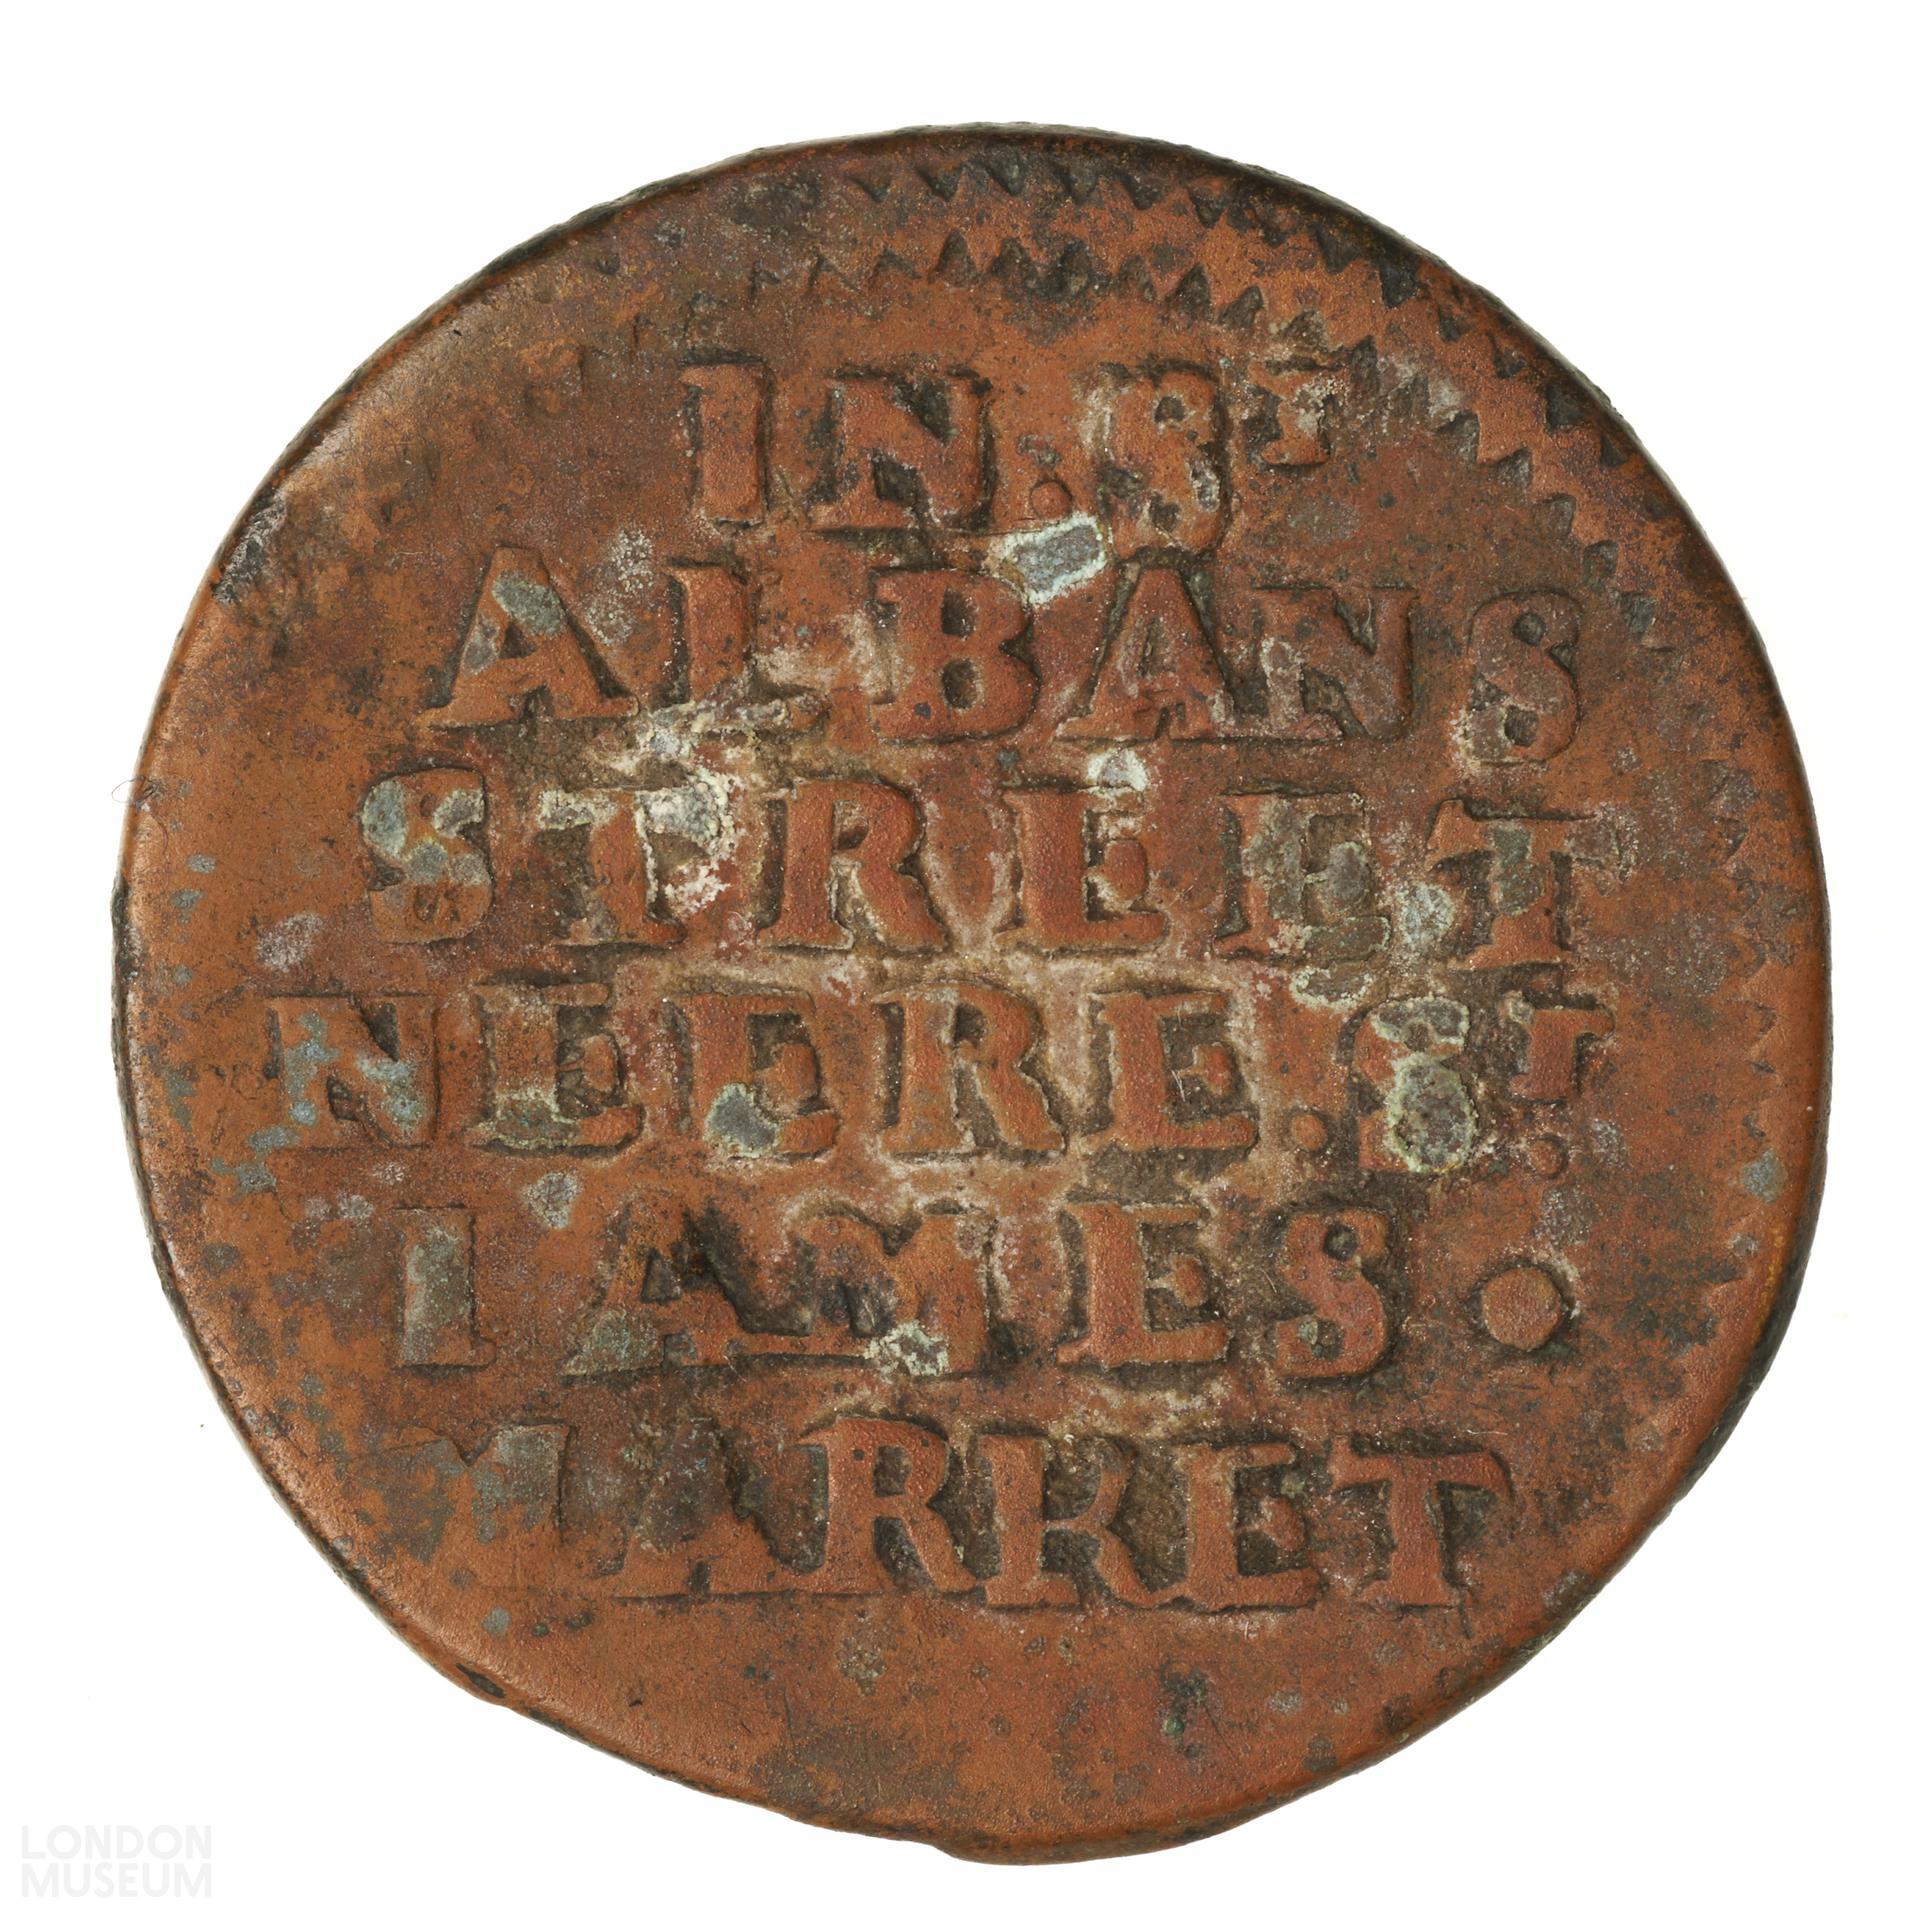 IN·Sᵀ
ALBANS
STREET
NEERE·Sᵀ·
IAMES·
MARKET
LONDON
MUSEUM